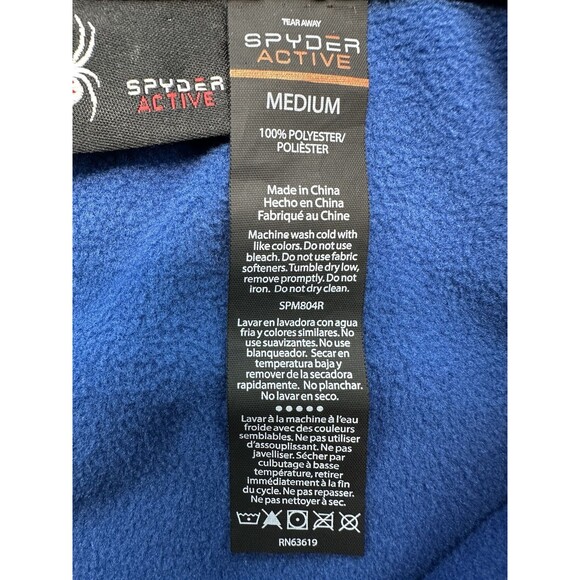 SPYDER
ACTIVE
TEAR AWAY
SPYDER
ACTIVE
MEDIUM
100% POLYESTER/
POLIÈSTER
Made in China
Hecho en China
Fabriqué au Chine
Machine wash cold with
like colors. Do not use
bleach. Do not use fabric
softeners. Tumble dry low,
remove promptly. Do not
iron. Do not dry clean.
SPM804R
Lavar en lavadora con agua
fria y colores similares. No
use suavizantes. No use
blanqueador. Secar en
temperatura baja y
remover de la secadora
rapidamente. No planchar.
No lavar en seco.
Lavar à la machine à l'eau
froide avec des couleurs
semblables. Ne pas utiliser
d'assouplissant. Ne pas
javelliser. Sécher par
culbutage à basse
température, retirer
immédiatement à la fin
du cycle. Ne pas repasser.
Ne pas nettoyer à sec.
RN63619